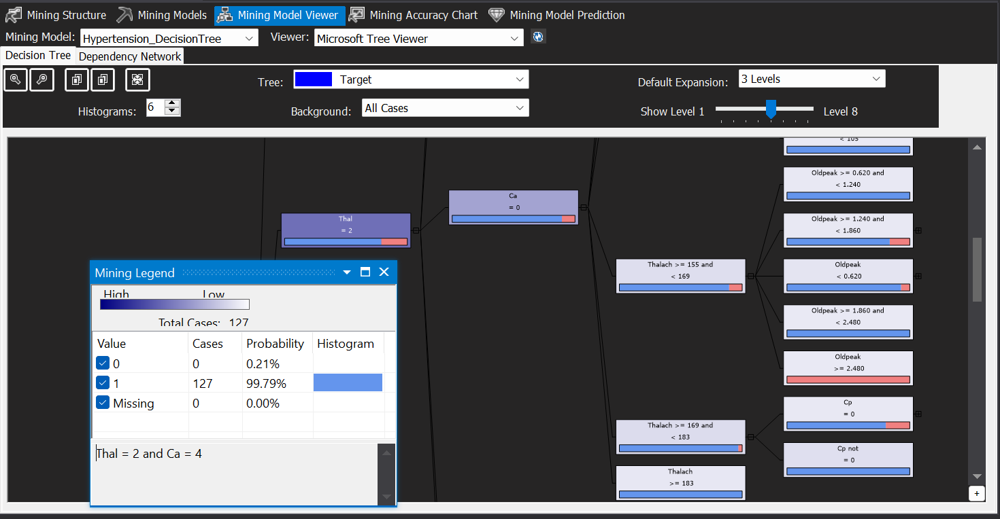 Mining Structure Mining Models Mining Model Viewer Mining Accuracy Chart Mining Model Prediction
Mining Model: Hypertension_DecisionTree Viewer: Microsoft Tree Viewer
Decision Tree Dependency Network
Tree: Target Default Expansion: 3 Levels
Histograms: 6 Background: All Cases Show Level 1 Level 8
< 105
Oldpeak >= 0.620 and
< 1.240
Ca
= 0
Thal
= 2
Oldpeak >= 1.240 and
< 1.860
Thalach >= 155 and
< 169
Oldpeak
< 0.620
Oldpeak >= 1.860 and
< 2.480
Oldpeak
>= 2.480
Cp
= 0
Thalach >= 169 and
< 183
Cp not
= 0
Thalach
>= 183
Mining Legend
High Low
Total Cases: 127
Value Cases Probability Histogram
0 0 0.21%
1 127 99.79%
Missing 0 0.00%
Thal = 2 and Ca = 4
+